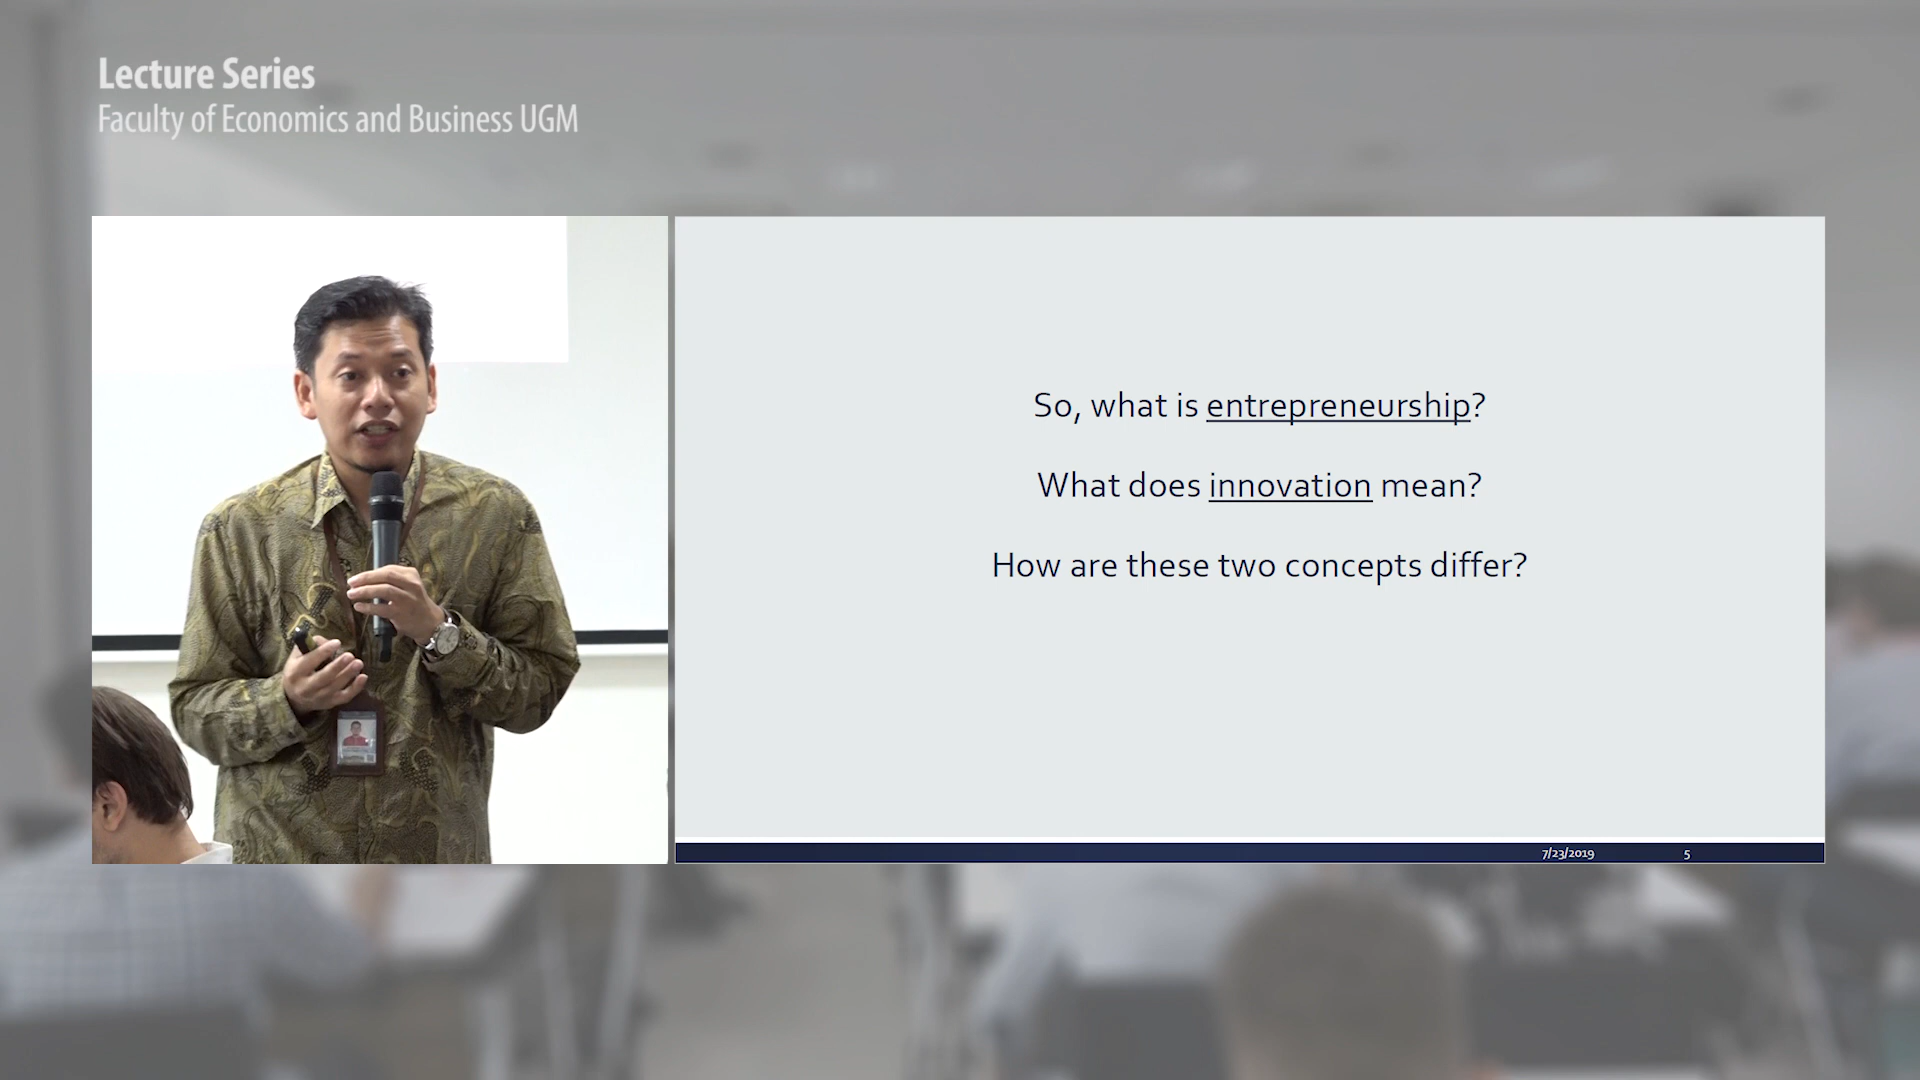 Lecture Series
Faculty of Economics and Business UGM
So, what is entrepreneurship?
What does innovation mean?
How are these two concepts differ?
7/23/2019
5